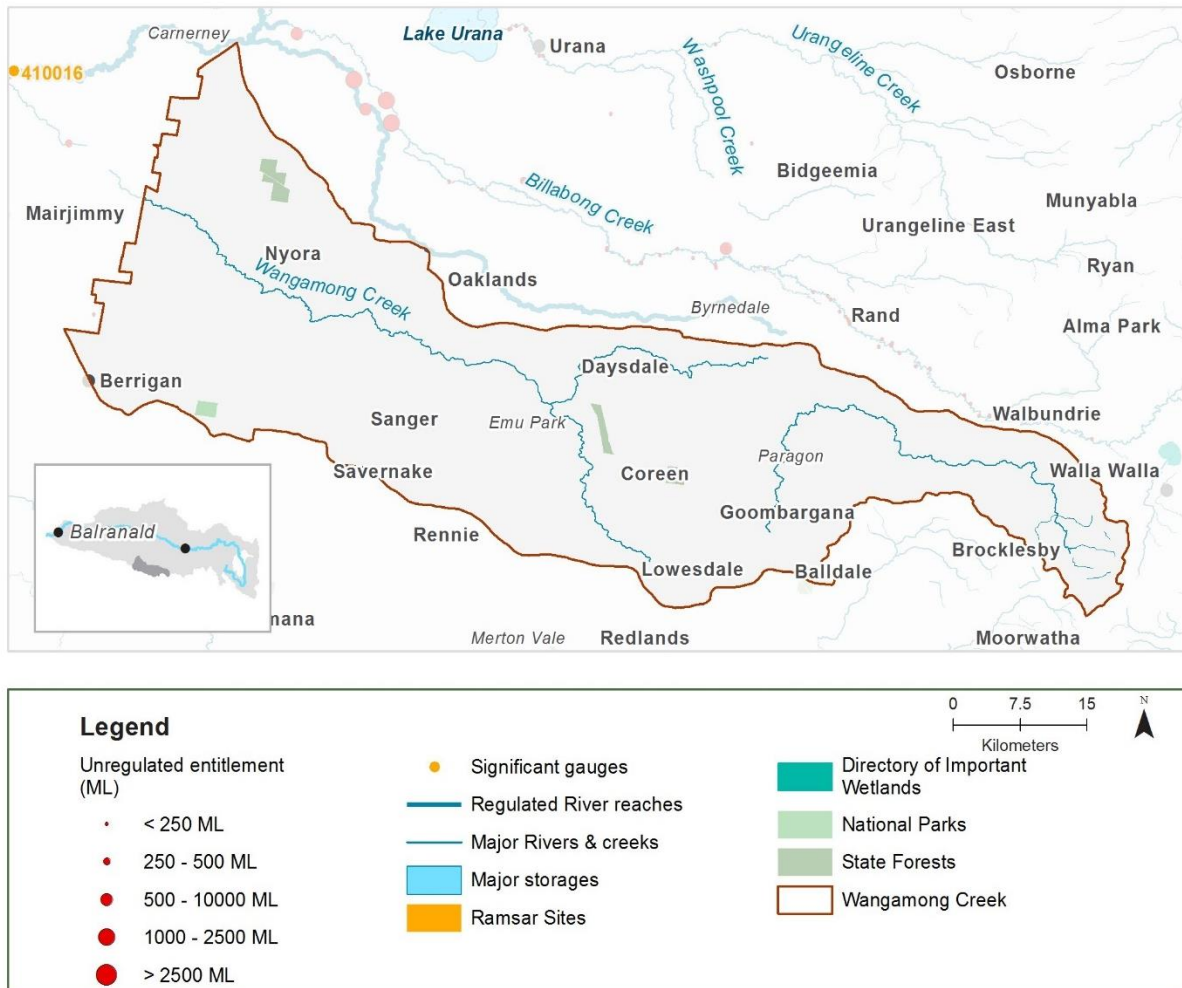 Carnerney
Lake Urana
Urana
Urangeline Creek
Osborne
410016
Washpool Creek
Bidgeemia
Munyabla
Billabong Creek
Urangeline East
Mairjimmy
Nyora
Ryan
Wangamong Creek
Oaklands
Byrnedale
Rand
Alma Park
Daysdale
Berrigan
Sanger
Emu Park
Walbundrie
Savernake
Coreen
Paragon
Walla Walla
Goombargana
Rennie
Brocklesby
Balranald
Lowesdale
Balldale
mana
Merton Vale
Redlands
Moorwatha
0 7.5 15
Kilometers
N
Legend
Unregulated entitlement
(ML)
< 250 ML
250 - 500 ML
500 - 10000 ML
1000 - 2500 ML
> 2500 ML
Significant gauges
Regulated River reaches
Major Rivers & creeks
Major storages
Ramsar Sites
Directory of Important
Wetlands
National Parks
State Forests
Wangamong Creek